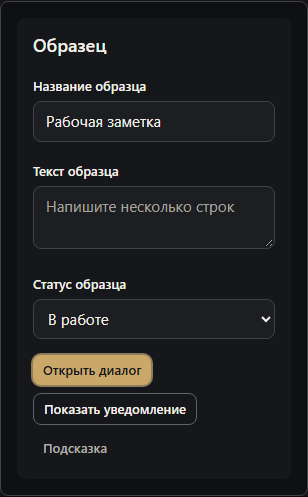 Образец
Название образца
Рабочая заметка
Текст образца
Напишите несколько строк
Статус образца
В работе
Открыть диалог
Показать уведомление
Подсказка